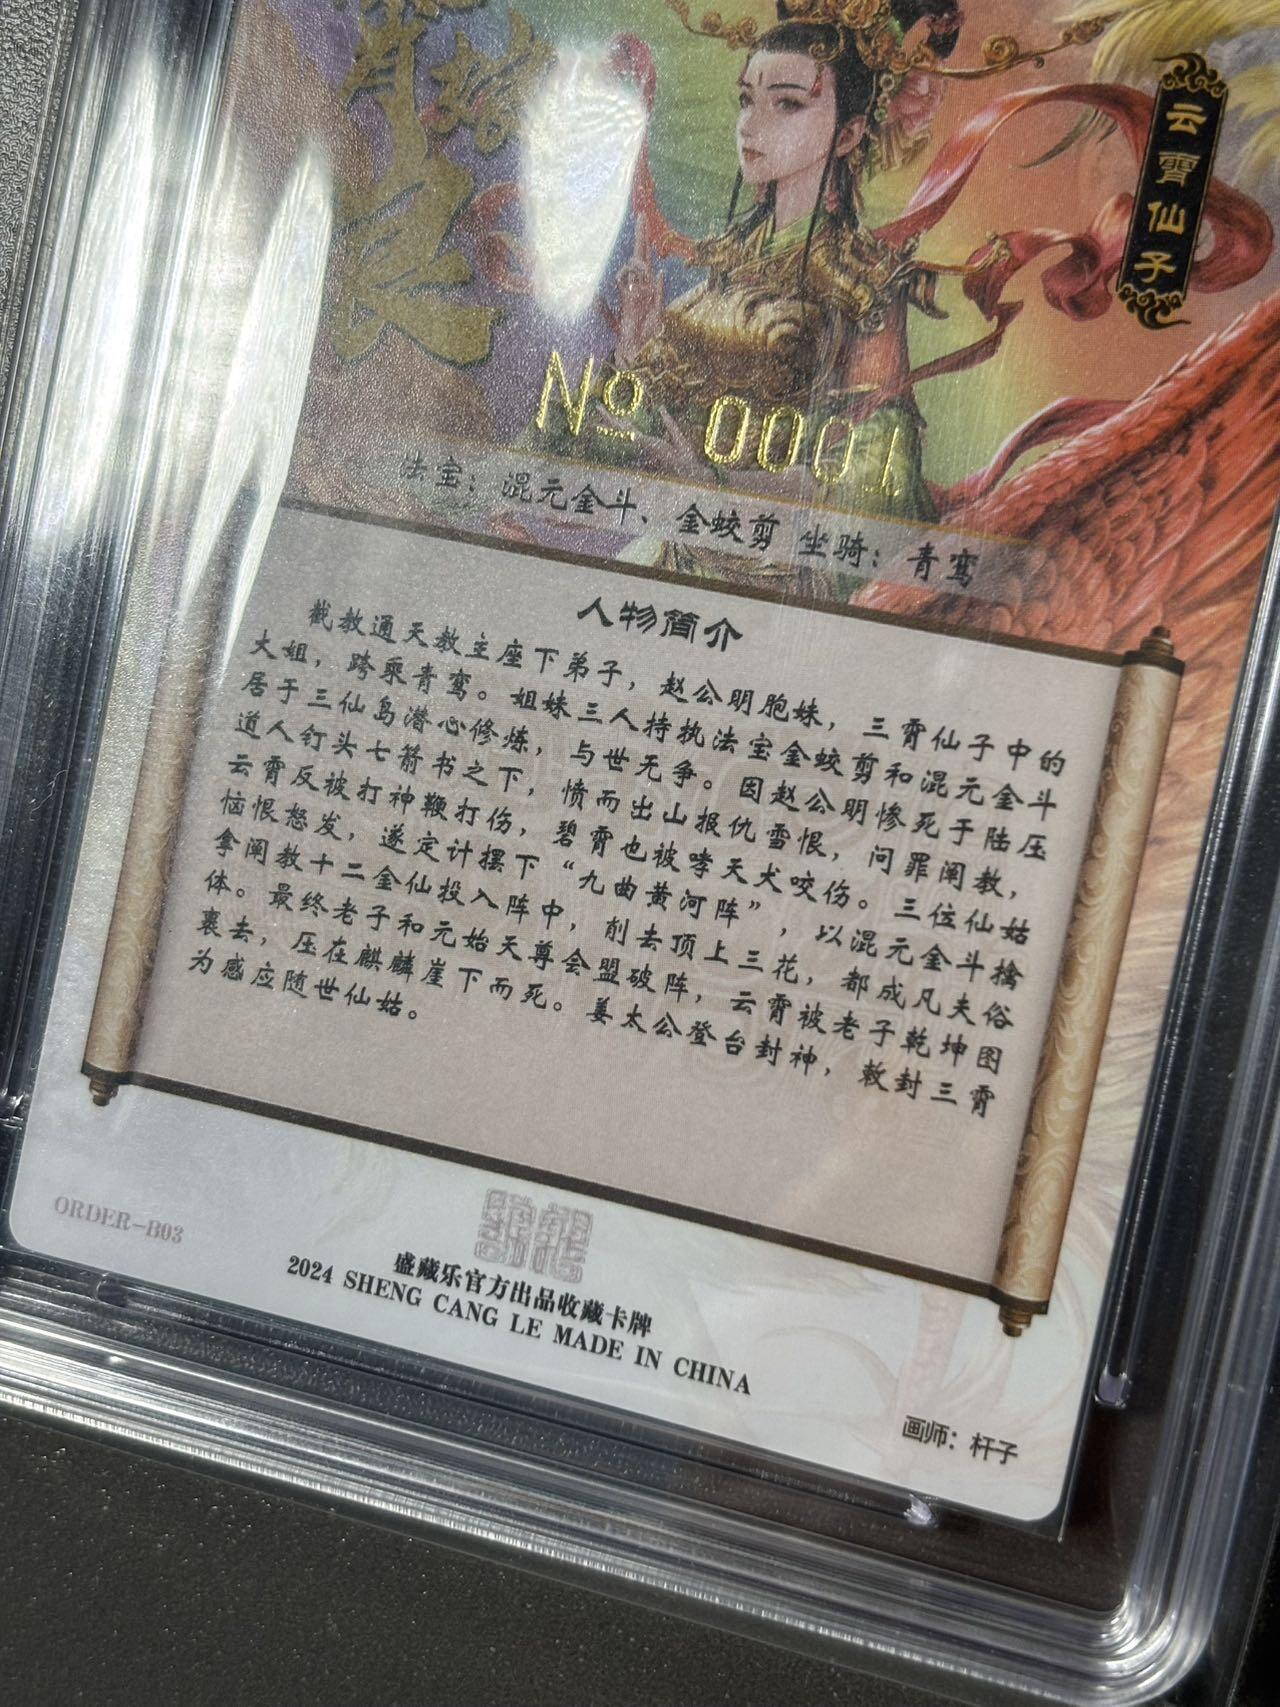 云霄仙子
№ 0001
法宝：混元金斗、金蛟剪 坐骑：青鸾
人物简介
截教通天教主座下弟子，赵公明胞妹，三霄仙子中的
大姐，跨乘青鸾。姐妹三人持执法宝金蛟剪和混元金斗
居于三仙岛潜心修炼，与世无争。因赵公明惨死于陆压
道人钉头七箭书之下，愤而出山报仇雪恨，问罪阐教，
云霄反被打神鞭打伤，碧霄也被哮天犬咬伤。三位仙姑
恼恨怒发，遂定计摆下“九曲黄河阵”，以混元金斗擒
拿阐教十二金仙投入阵中，削去顶上三花，都成凡夫俗
体。最终老子和元始天尊会盟破阵，云霄被老子乾坤图
裹去，压在麒麟崖下而死。姜太公登台封神，敕封三霄
为感应随世仙姑。
ORDER-B03
盛藏乐官方出品收藏卡牌
2024 SHENG CANG LE MADE IN CHINA
画师：杆子